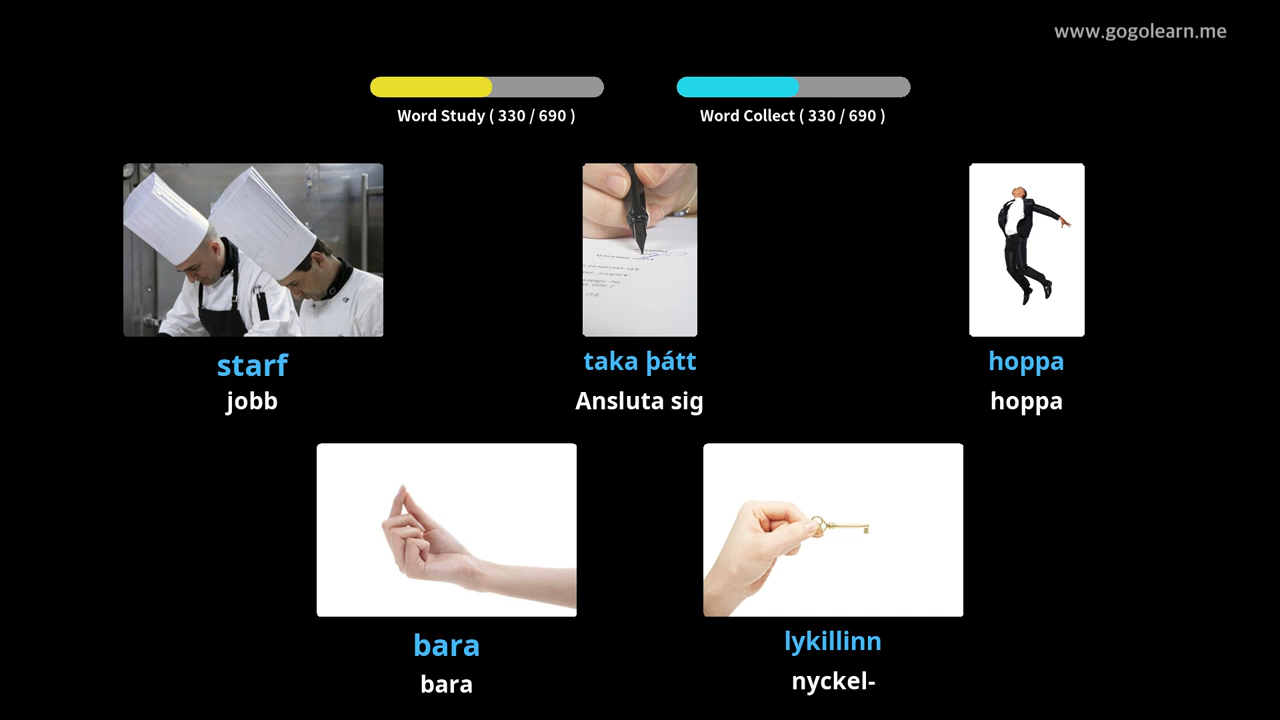 www.gogolearn.me
Word Study ( 330 / 690 )
Word Collect ( 330 / 690 )
starf
jobb
taka þátt
Ansluta sig
hoppa
hoppa
bara
bara
lykillinn
nyckel-